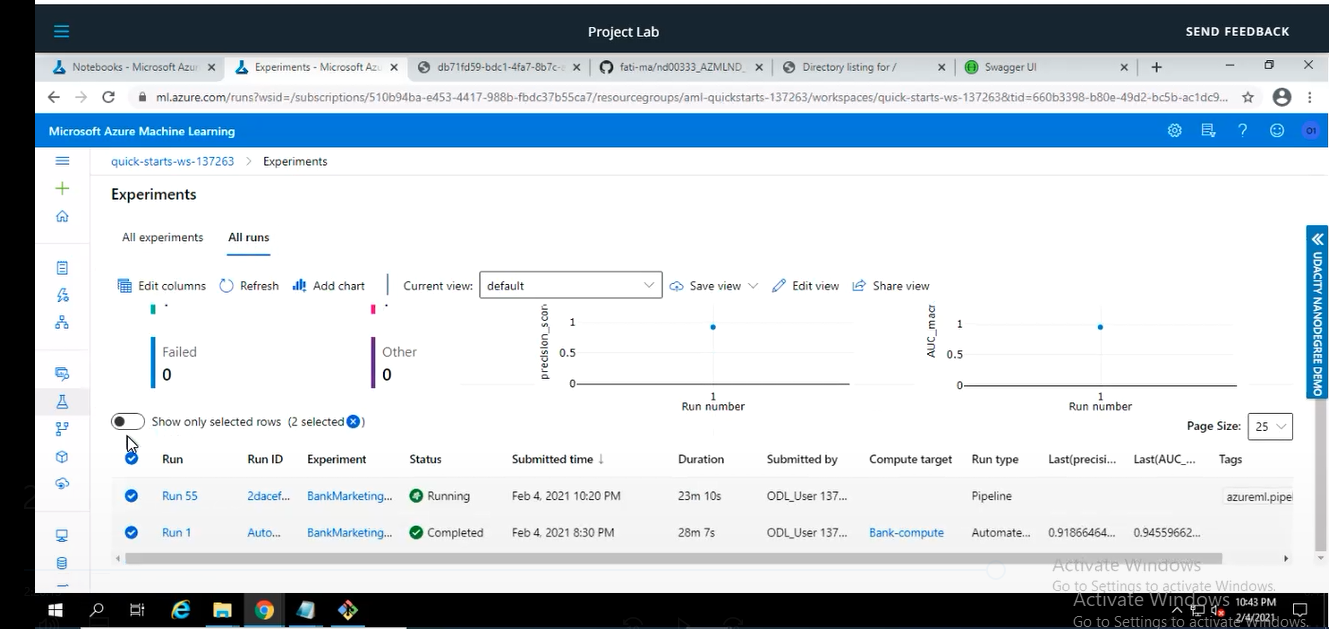 Project Lab
SEND FEEDBACK
Notebooks - Microsoft Azur
Experiments - Microsoft Azu
db71fd59-bdc1-4fa7-8b7c-
fati-ma/nd00333_AZMLND_
Directory listing for /
Swagger UI
ml.azure.com/runs?wsid=/subscriptions/510b94ba-e453-4417-988b-fbdc37b55ca7/resourcegroups/aml-quickstarts-137263/workspaces/quick-starts-ws-137263&tid=660b3398-b80e-49d2-bc5b-ac1dc9...
Microsoft Azure Machine Learning
O1
quick-starts-ws-137263 > Experiments
Experiments
All experiments All runs
Edit columns Refresh Add chart Current view: default Save view Edit view Share view
Failed
0
Other
0
precision_scor
1
0.5
0
1
Run number
AUC_macr
1
0.5
0
1
Run number
UDACITY NANODEGREE DEMO
Show only selected rows (2 selected )
Page Size: 25
Run Run ID Experiment Status Submitted time ↓ Duration Submitted by Compute target Run type Last(precisi... Last(AUC_... Tags
Run 55 2dacef... BankMarketing... Running Feb 4, 2021 10:20 PM 23m 10s ODL_User 137... Pipeline azureml.pipe
Run 1 Auto... BankMarketing... Completed Feb 4, 2021 8:30 PM 28m 7s ODL_User 137... Bank-compute Automate... 0.91866464... 0.94559662...
Activate Windows
Go to Settings to activate Windows.
Activate Windows
Go to Settings to activate Windows.
10:43 PM
2/4/2021